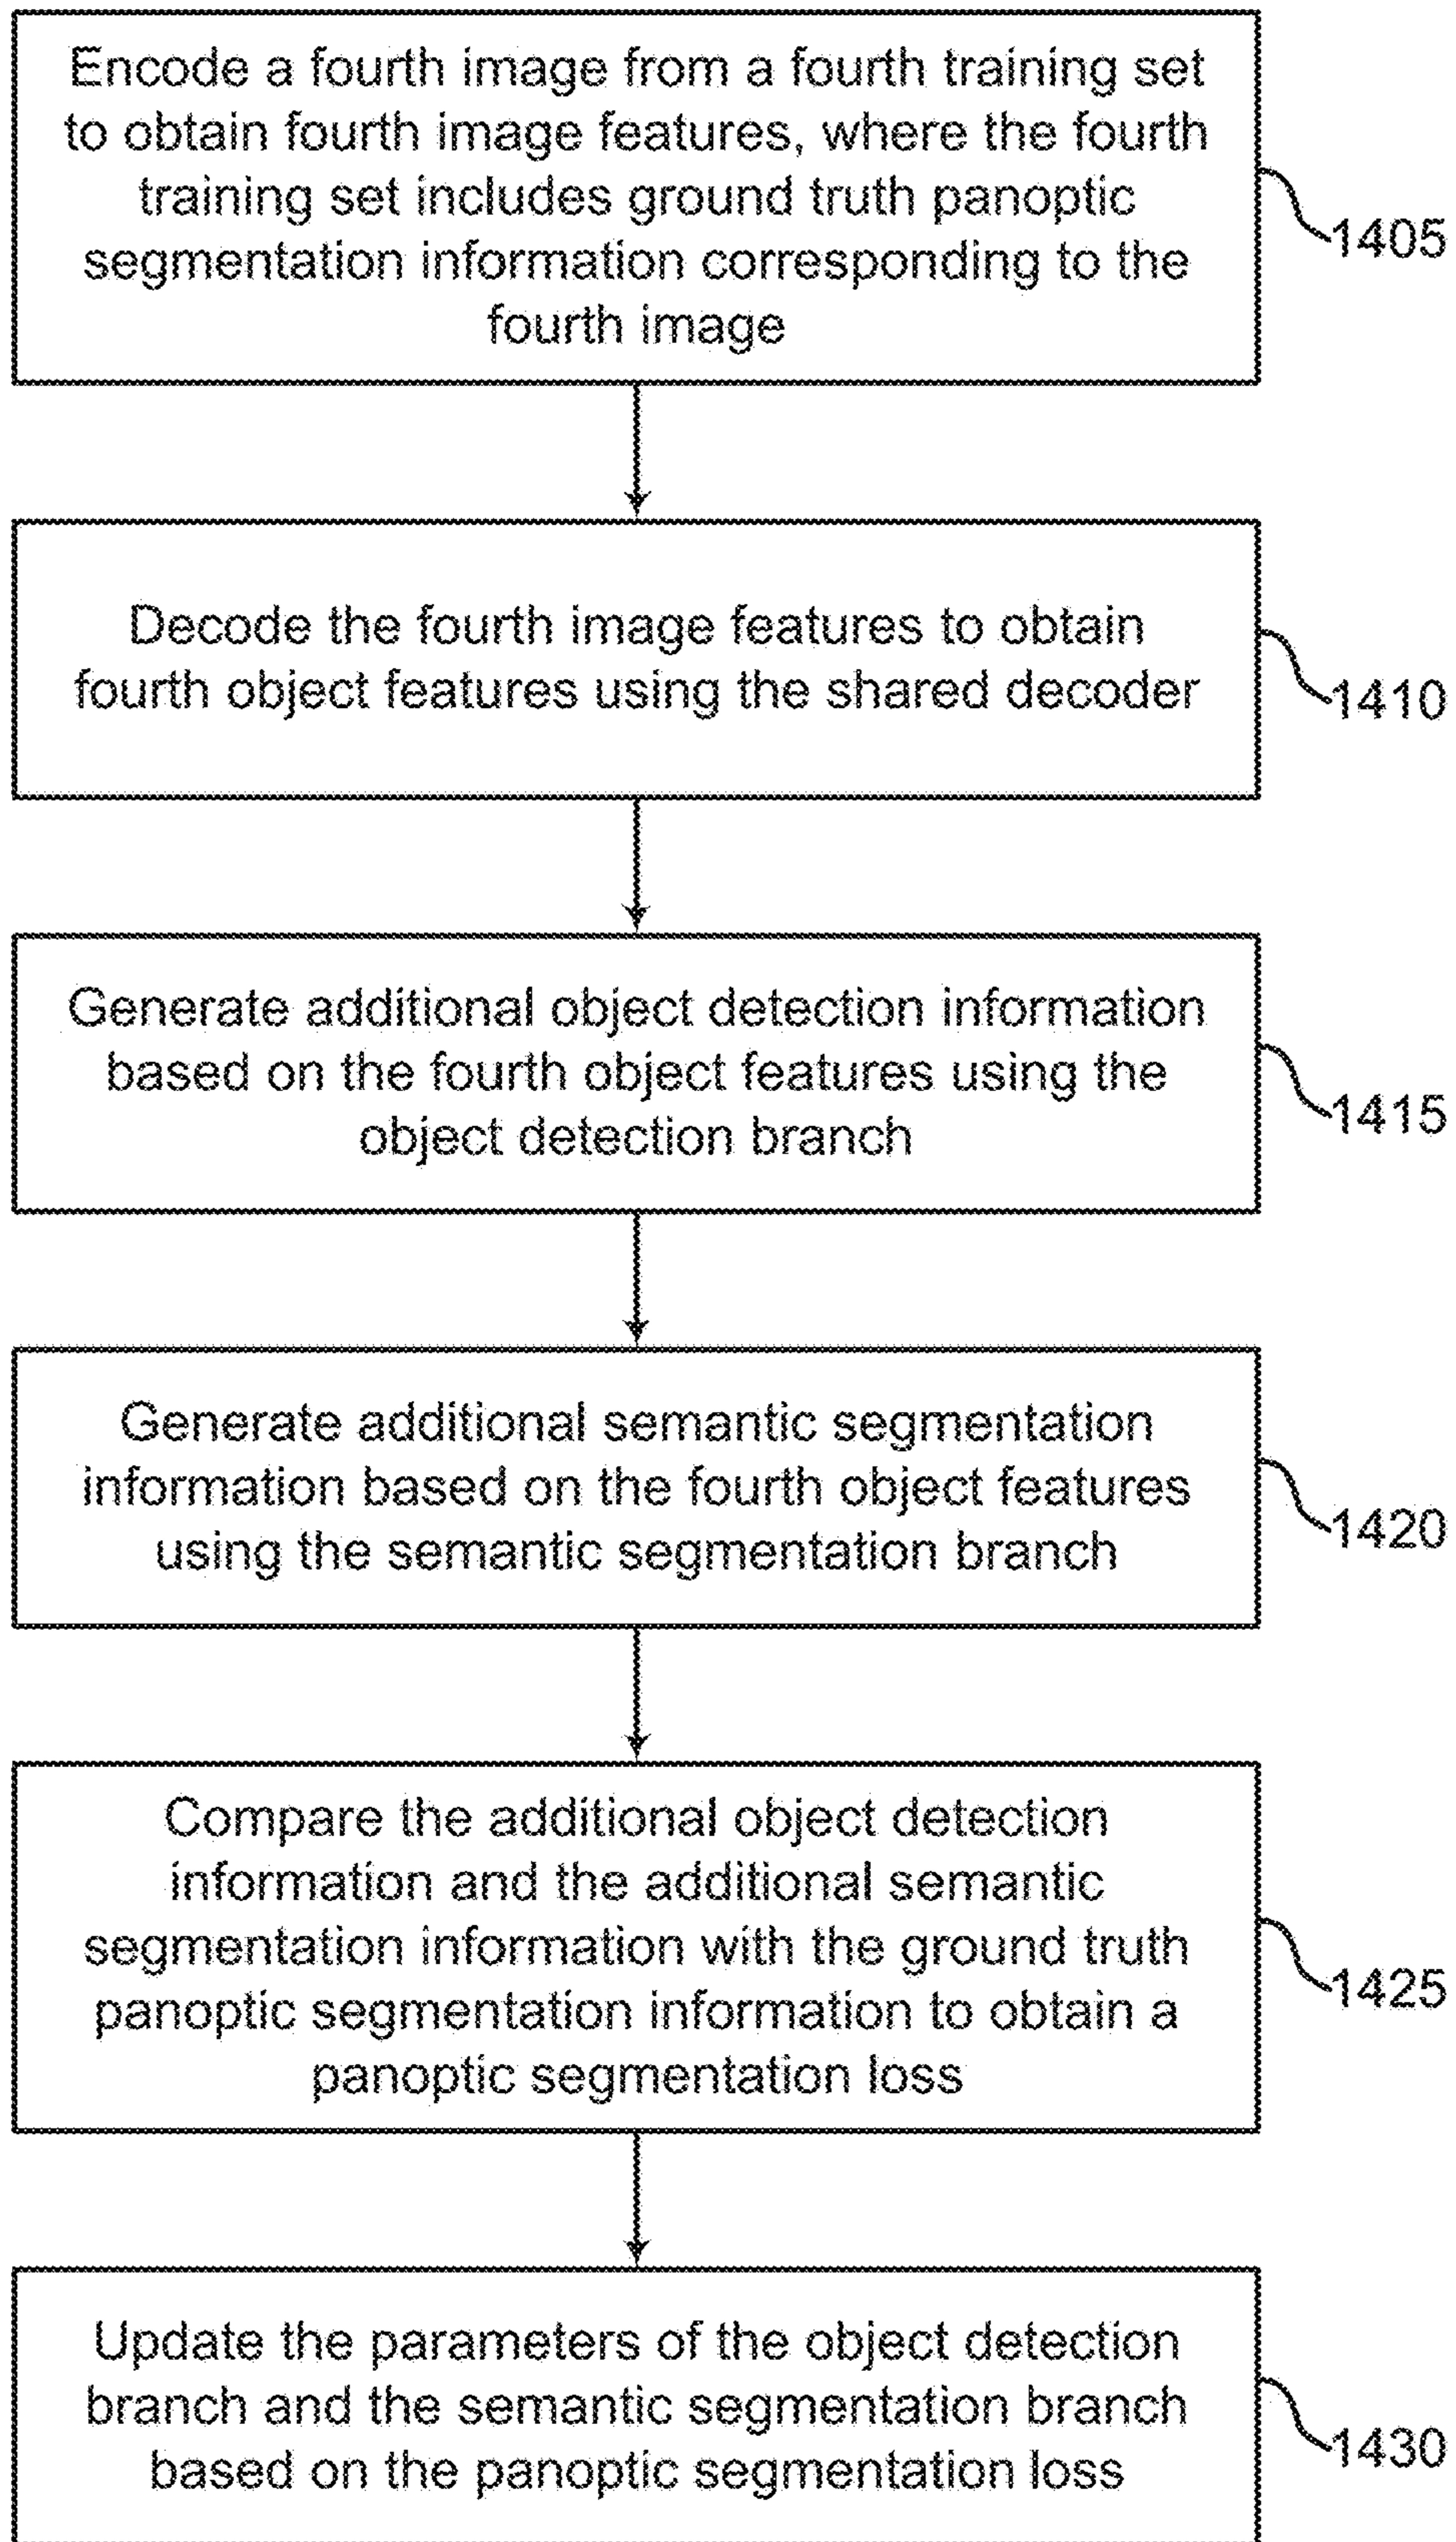 Encode a fourth image from a fourth training set
to obtain fourth image features, where the fourth
training set includes ground truth panoptic
segmentation information corresponding to the
fourth image
1405
Decode the fourth image features to obtain
fourth object features using the shared decoder
1410
Generate additional object detection information
based on the fourth object features using the
object detection branch
1415
Generate additional semantic segmentation
information based on the fourth object features
using the semantic segmentation branch
1420
Compare the additional object detection
information and the additional semantic
segmentation information with the ground truth
panoptic segmentation information to obtain a
panoptic segmentation loss
1425
Update the parameters of the object detection
branch and the semantic segmentation branch
based on the panoptic segmentation loss
1430